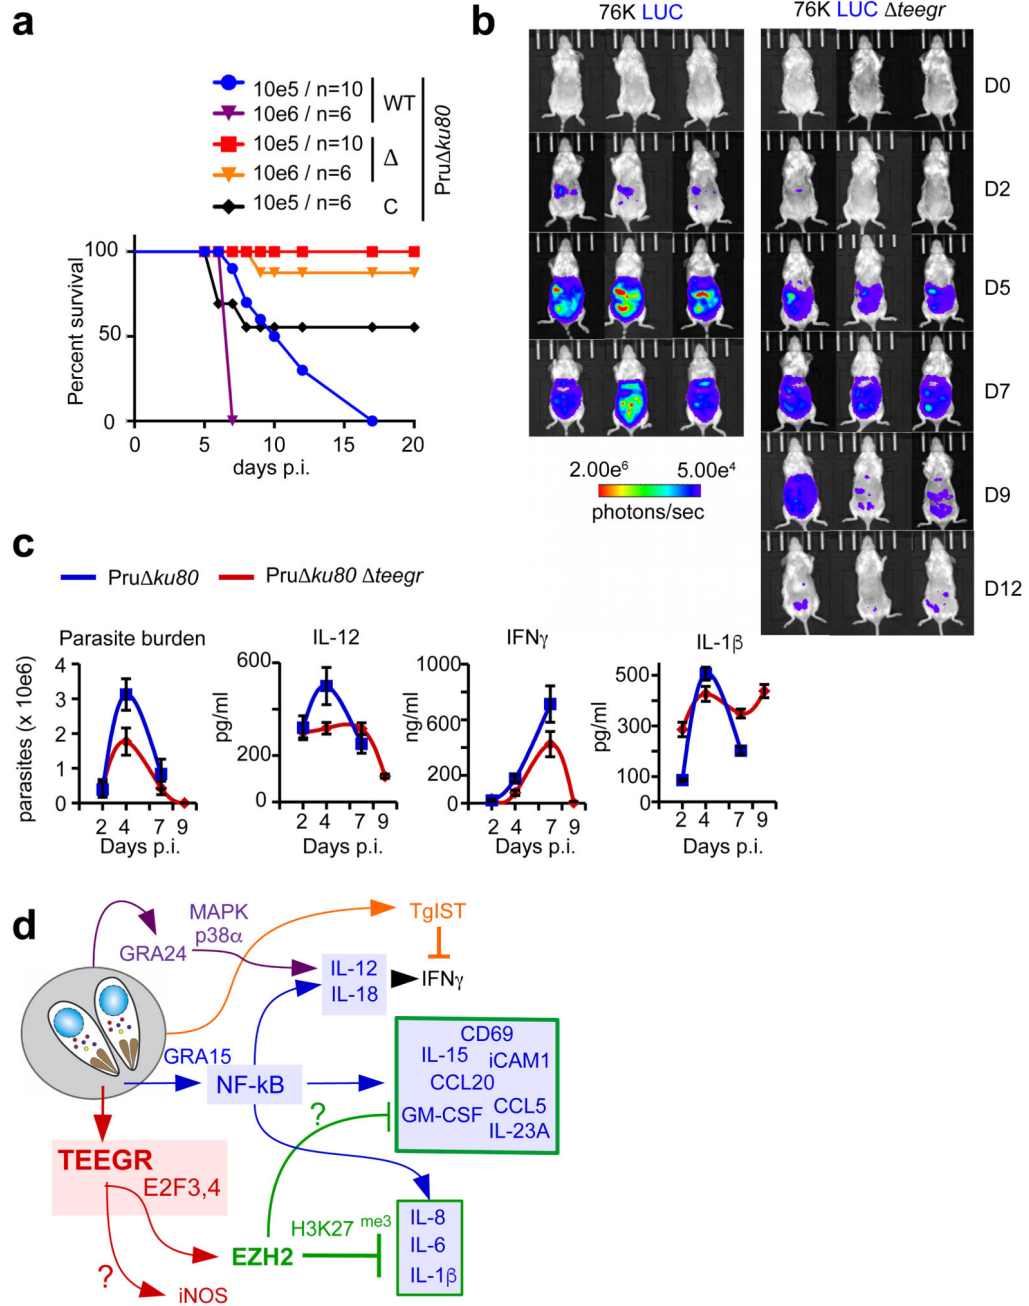 a
10e5 / n=10
10e6 / n=6
WT
10e5 / n=10
10e6 / n=6
Δ
10e5 / n=6
C
PruΔku80
Percent survival
100
50
0
0 5 10 15 20
days p.i.
b
76K LUC
76K LUC Δteegr
D0
D2
D5
D7
D9
D12
2.00e⁶ 5.00e⁴
photons/sec
c
PruΔku80
PruΔku80 Δteegr
Parasite burden
parasites (x 10e6)
4
3
2
1
0
2 4 7 9
Days p.i.
IL-12
pg/ml
600
200
0
2 4 7 9
Days p.i.
IFNγ
ng/ml
1000
600
200
0
2 4 7 9
Days p.i.
IL-1β
pg/ml
500
300
100
0
2 4 7 9
Days p.i.
d
MAPK
p38α
GRA24
TgIST
IL-12
IL-18
IFNγ
GRA15
NF-kB
CD69
IL-15 iCAM1
CCL20
GM-CSF CCL5
IL-23A
?
TEEGR
E2F3,4
EZH2
H3K27 me3
IL-8
IL-6
IL-1β
?
iNOS